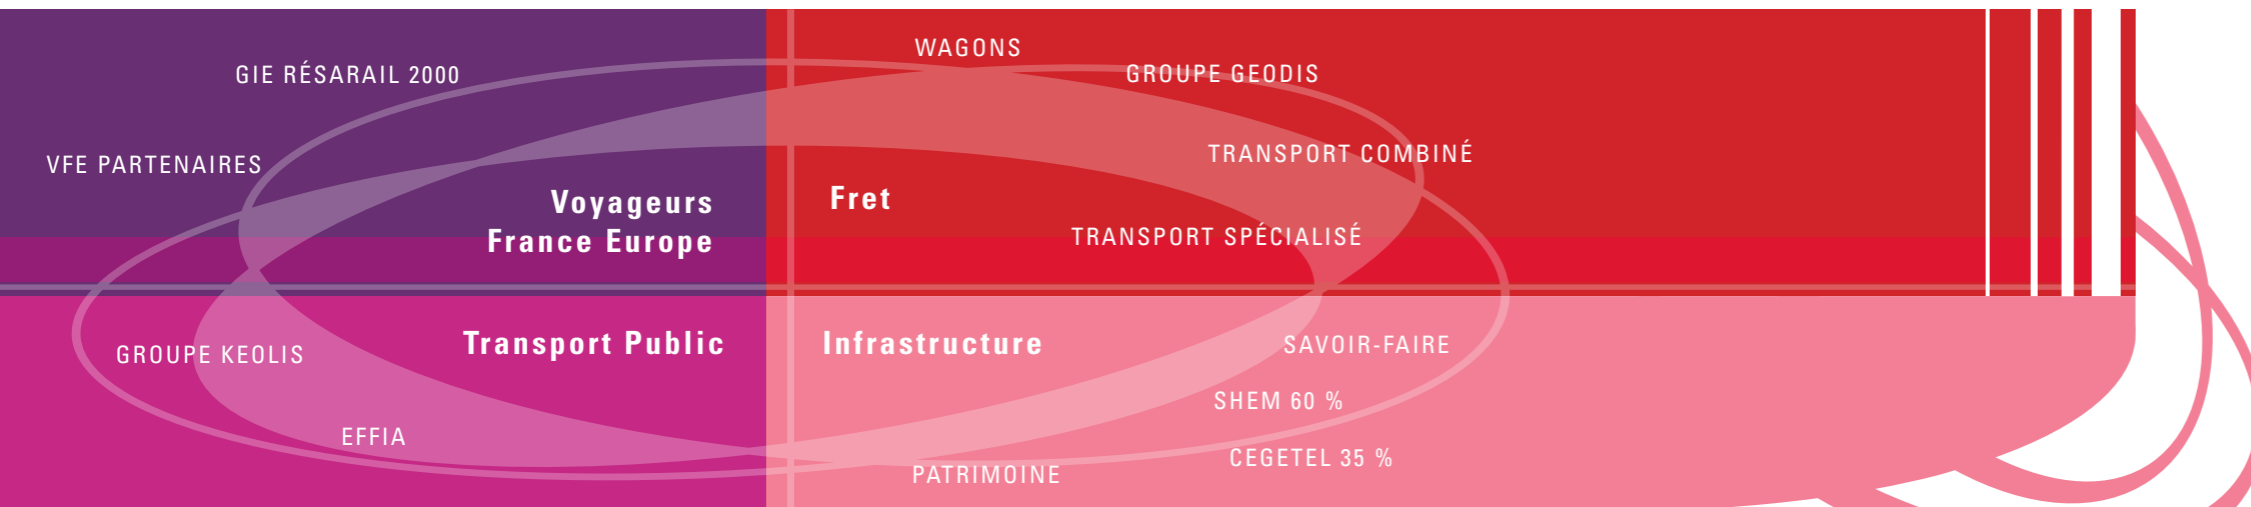 GIE RÉSARAIL 2000
VFE PARTENAIRES
Voyageurs
France Europe
WAGONS
GROUPE GEODIS
TRANSPORT COMBINÉ
Fret
TRANSPORT SPÉCIALISÉ
Transport Public
GROUPE KEOLIS
EFFIA
Infrastructure
SAVOIR-FAIRE
SHEM 60 %
CEGETEL 35 %
PATRIMOINE